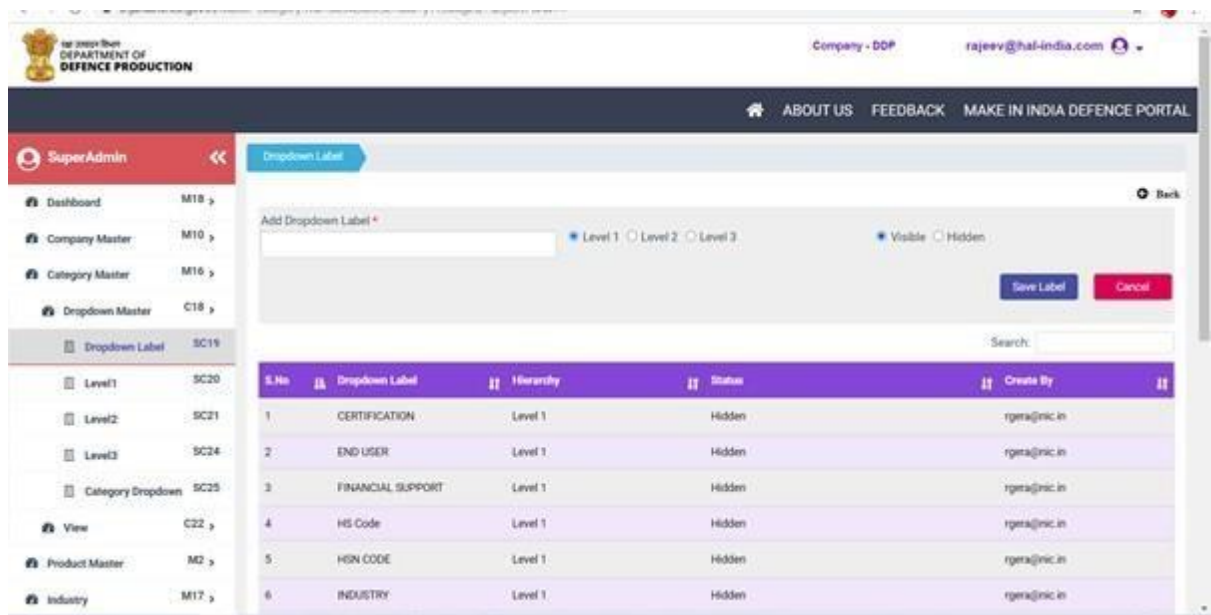 DEPARTMENT OF
DEFENCE PRODUCTION
Company - DDP
rajeev@hal-india.com
ABOUT US FEEDBACK MAKE IN INDIA DEFENCE PORTAL
SuperAdmin
Dropdown Label
Back
Dashboard M18
Company Master M10
Category Master M16
Dropdown Master C18
Dropdown Label SC19
Level1 SC20
Level2 SC21
Level3 SC24
Category Dropdown SC25
View C22
Product Master M2
Industry M17
Add Dropdown Label *
Level 1 Level 2 Level 3
Visible Hidden
Save Label Cancel
Search:
S.No Dropdown Label Hierarchy Status Create By
1 CERTIFICATION Level 1 Hidden rgera@nic.in
2 END USER Level 1 Hidden rgera@nic.in
3 FINANCIAL SUPPORT Level 1 Hidden rgera@nic.in
4 HS Code Level 1 Hidden rgera@nic.in
5 HSN CODE Level 1 Hidden rgera@nic.in
6 INDUSTRY Level 1 Hidden rgera@nic.in